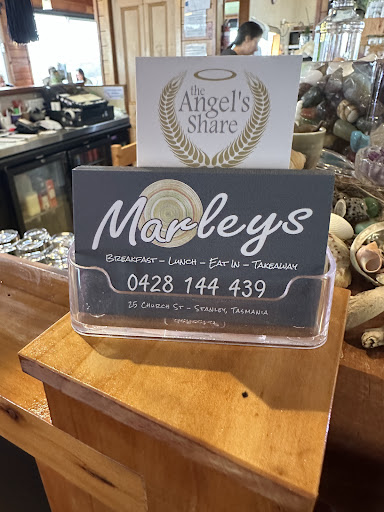 the
Angel's
Share
Marleys
Breakfast – Lunch – Eat In – Takeaway
0428 144 439
25 Church St – Stanley, Tasmania